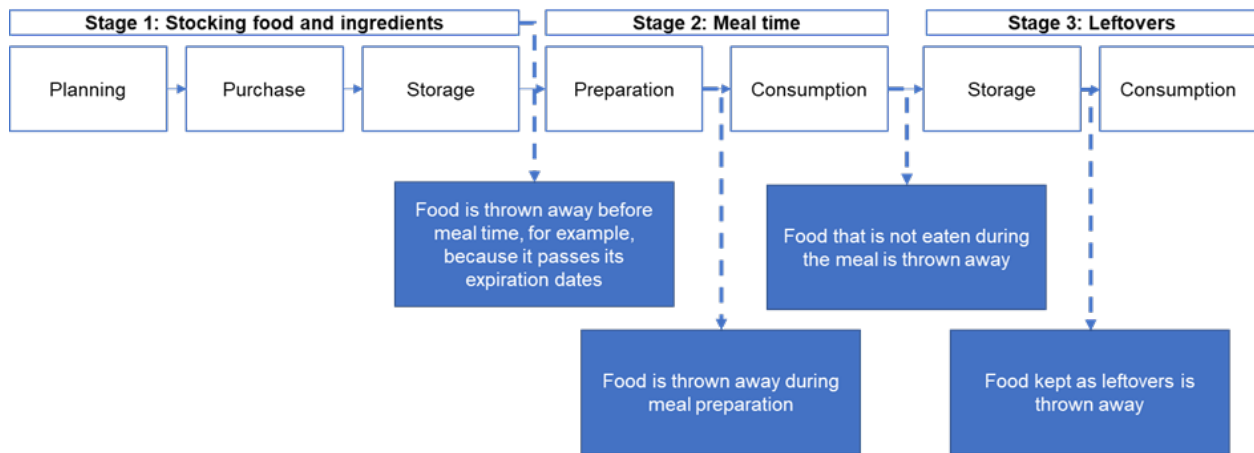 Stage 1: Stocking food and ingredients
Stage 2: Meal time
Stage 3: Leftovers
Planning
Purchase
Storage
Preparation
Consumption
Storage
Consumption
Food is thrown away before
meal time, for example,
because it passes its
expiration dates
Food that is not eaten during
the meal is thrown away
Food is thrown away during
meal preparation
Food kept as leftovers is
thrown away